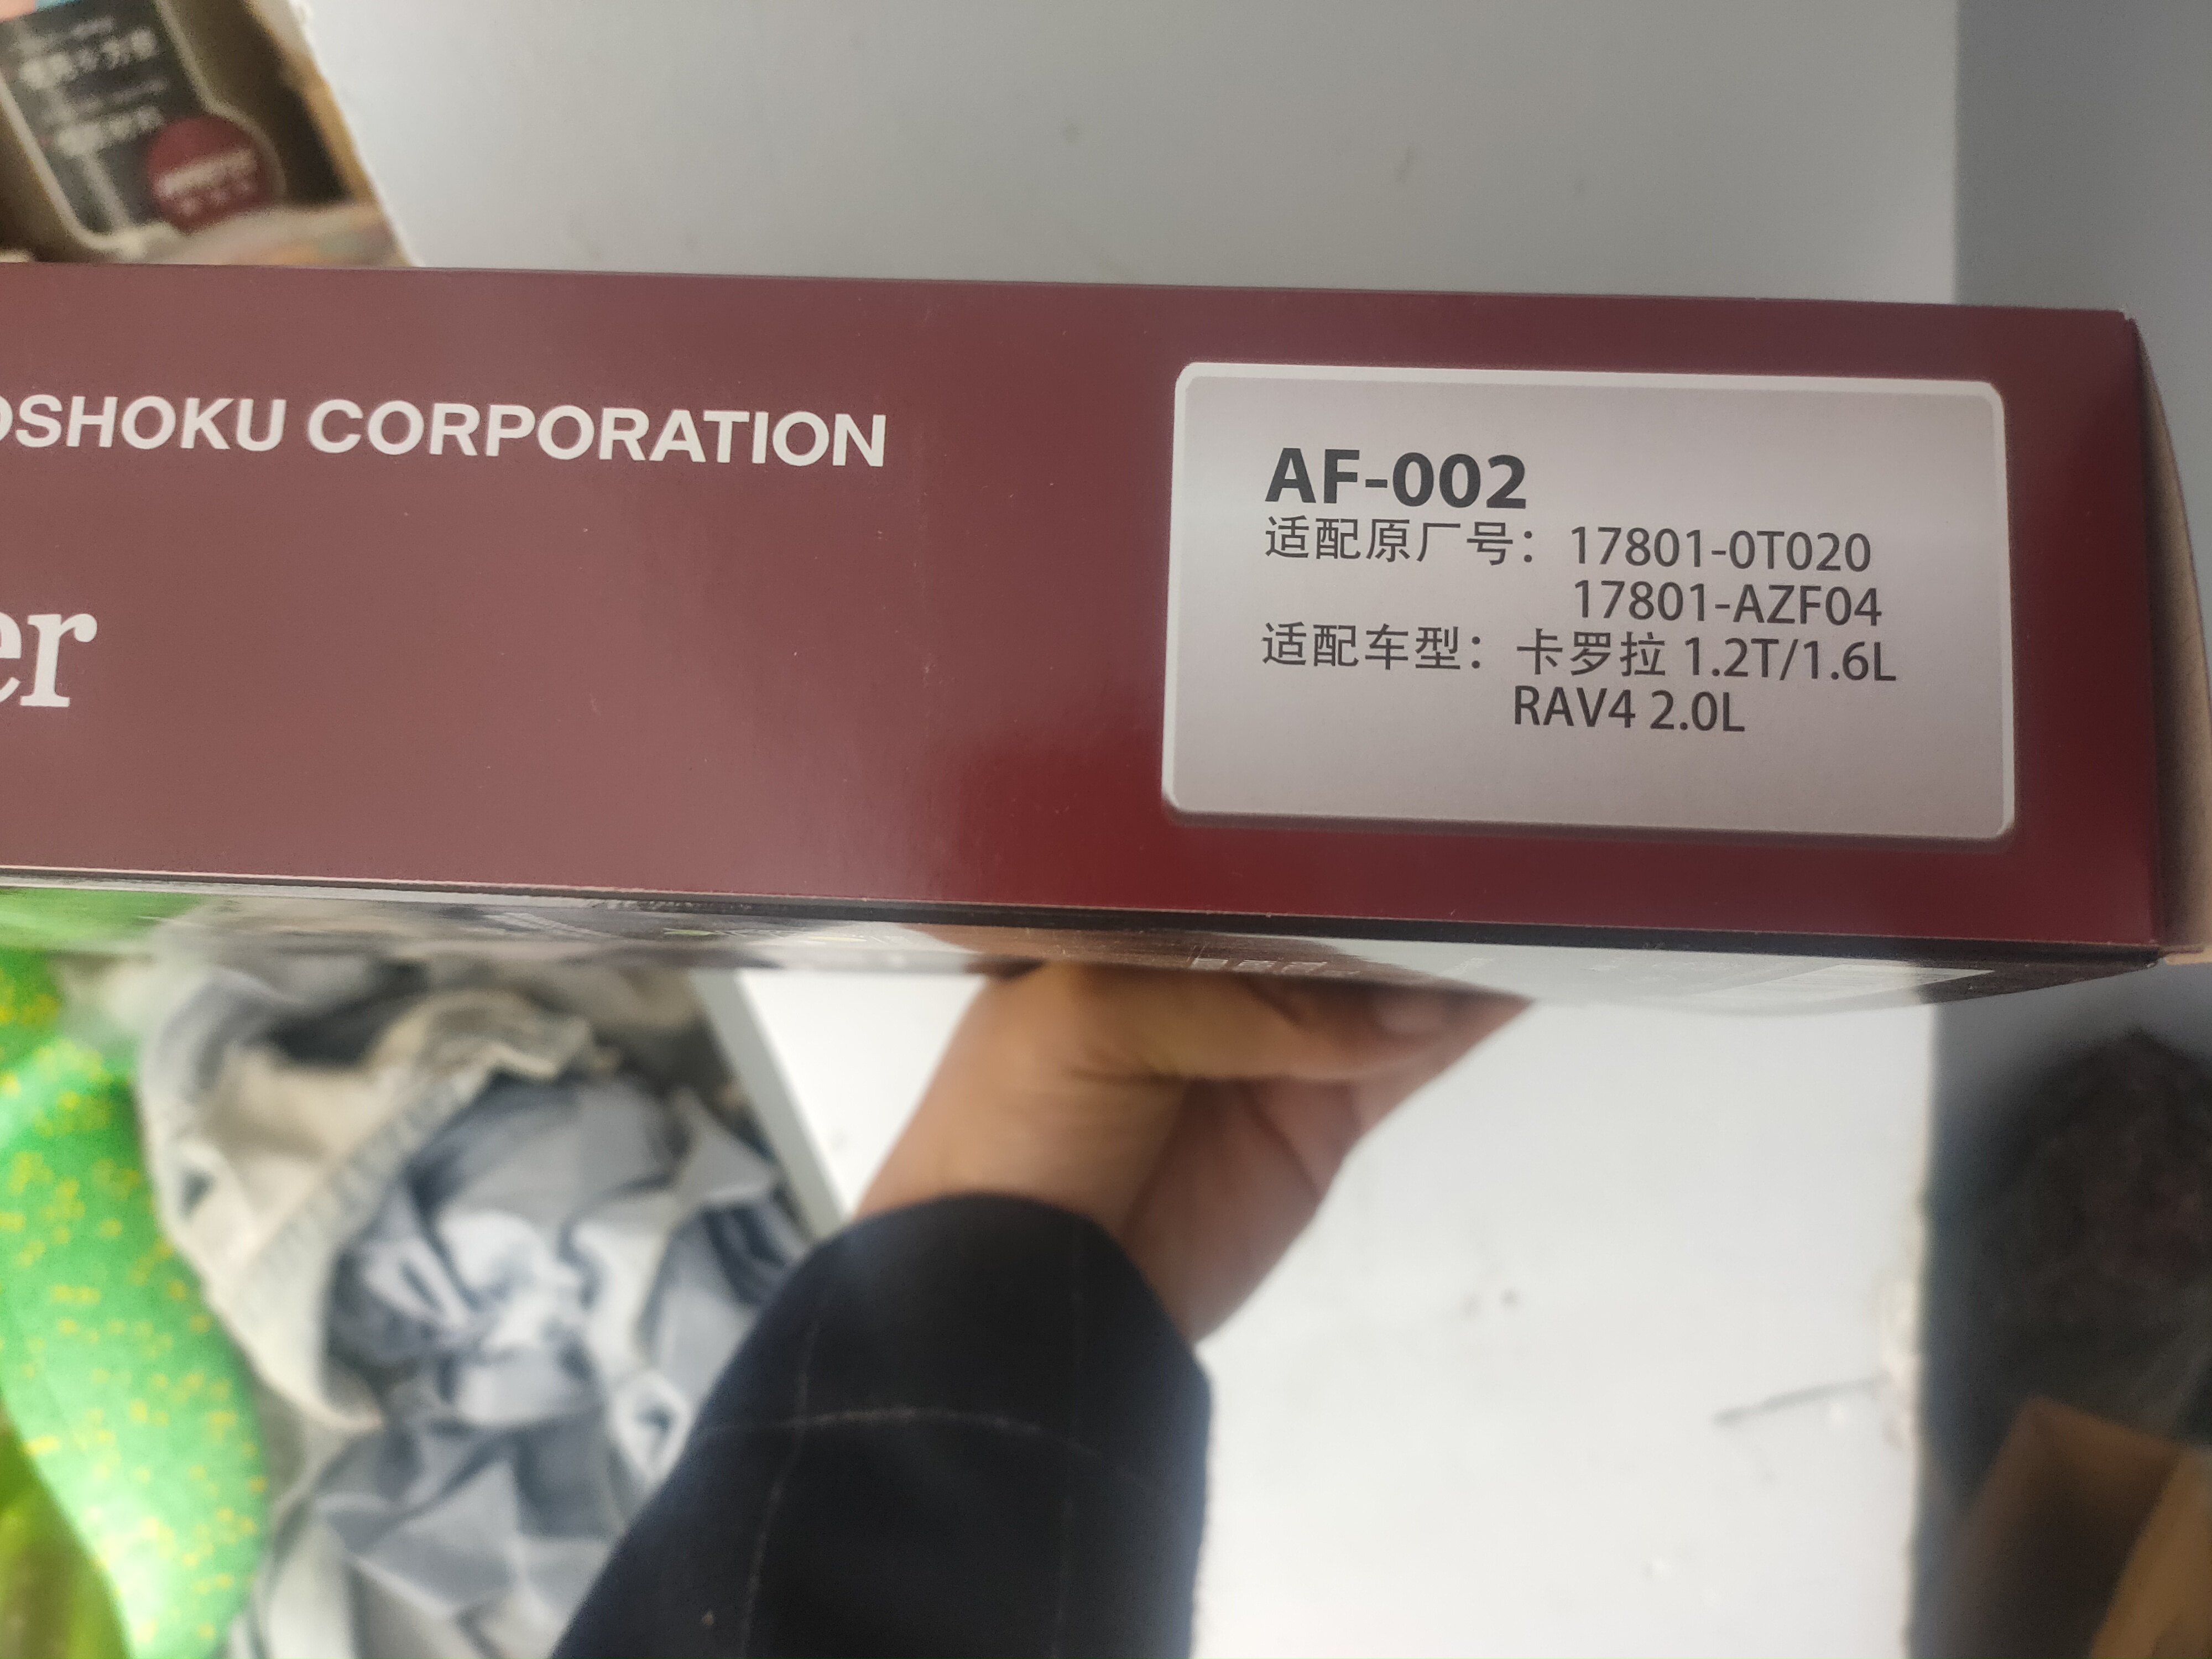 OSHOKU CORPORATION
er
AF-002
适配原厂号：17801-0T020
17801-AZF04
适配车型：卡罗拉 1.2T/1.6L
RAV4 2.0L